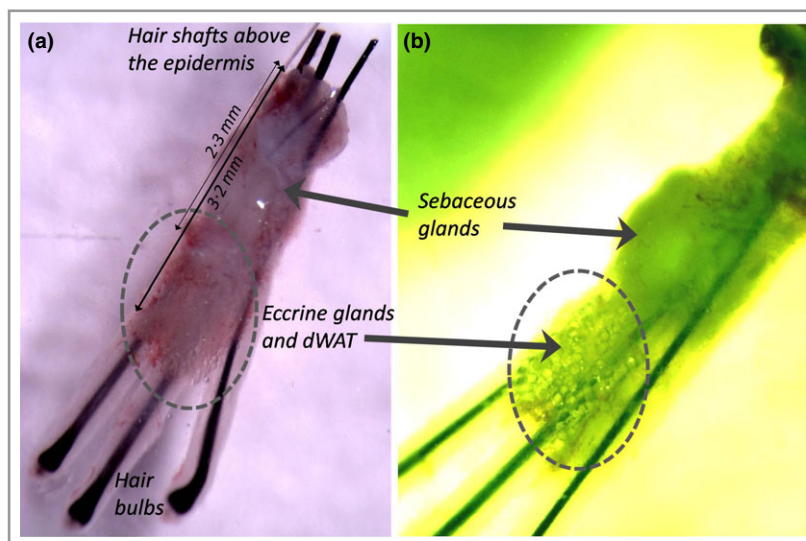 (a)
Hair shafts above
the epidermis
2·3 mm
3·2 mm
Hair
bulbs
(b)
Sebaceous
glands
Eccrine glands
and dWAT